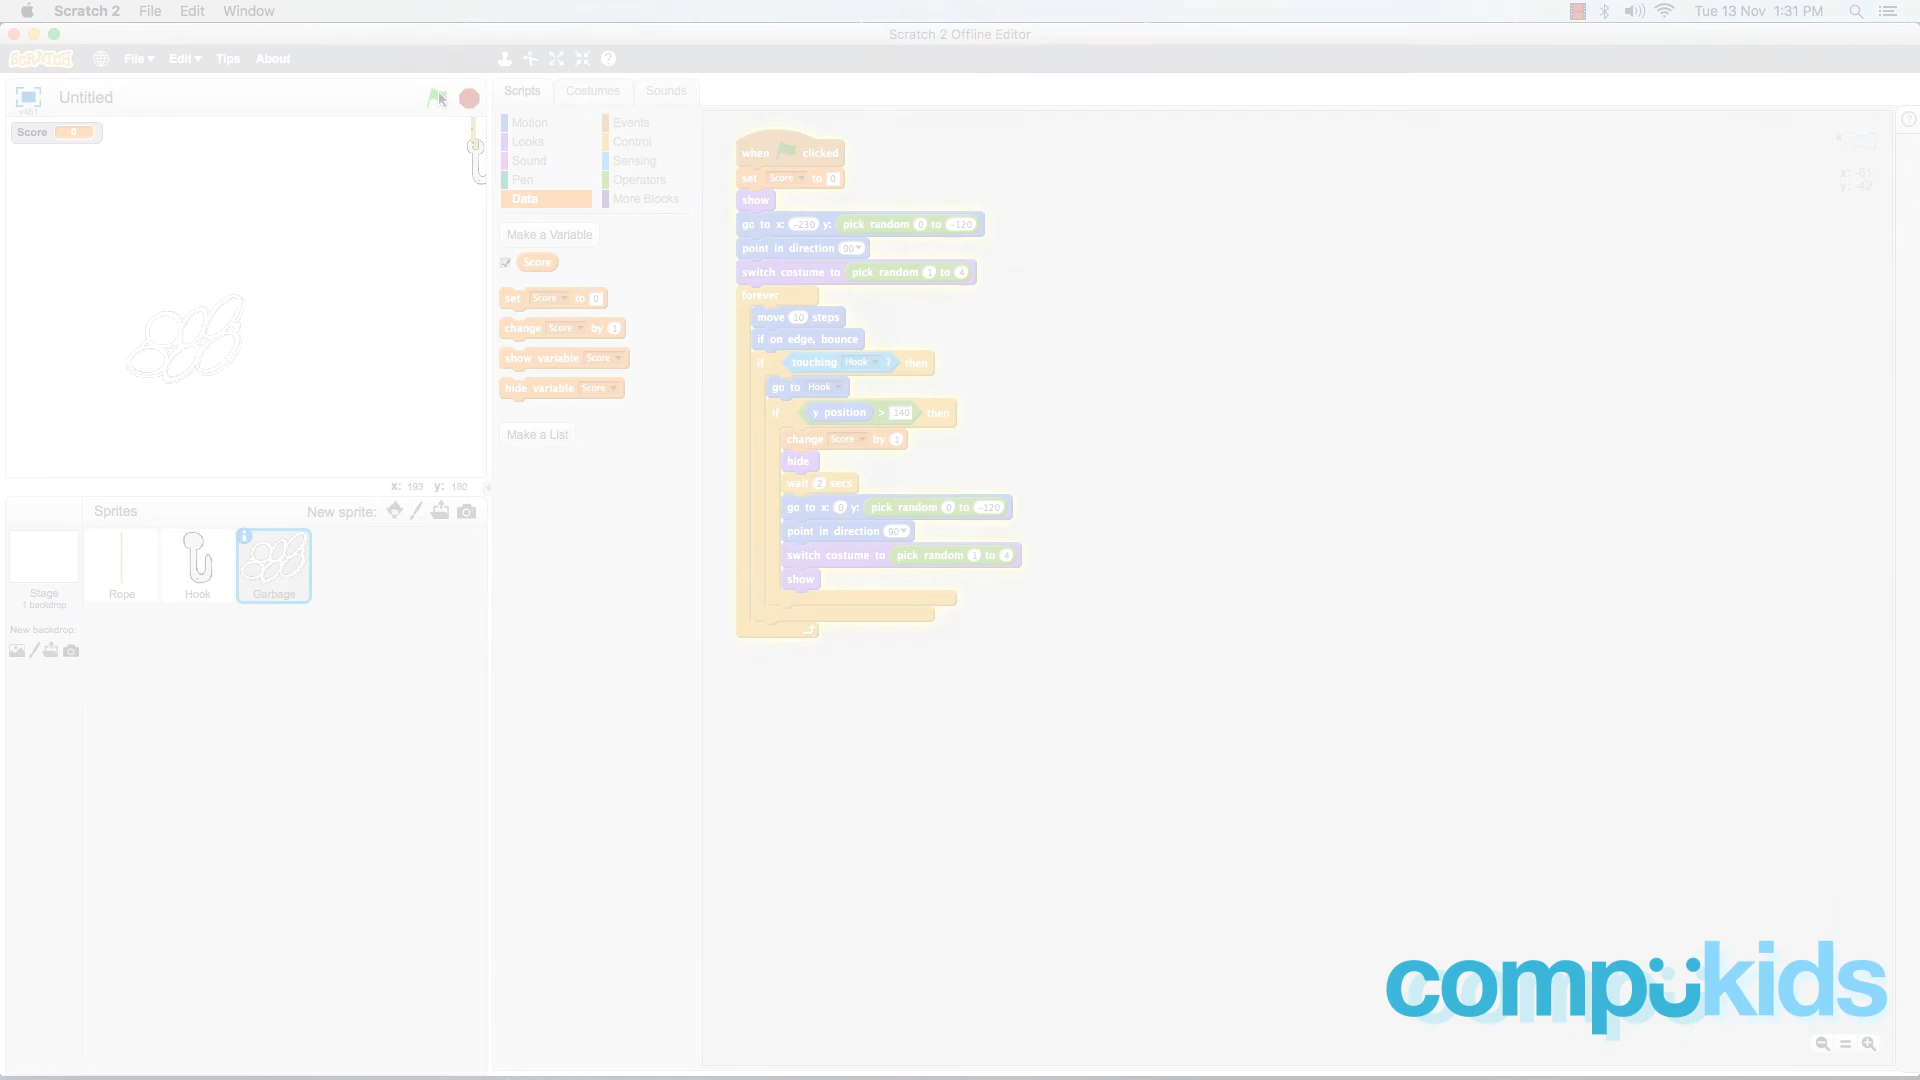 Scratch 2 File Edit Window Tue 13 Nov 1:31 PM
Scratch 2 Offline Editor
SCRATCH File Edit Tips About
Untitled
v461
Score 0
x: 193 y: 180
Sprites New sprite:
Stage
1 backdrop
New backdrop:
Rope
Hook
Garbage
Scripts Costumes Sounds
Motion Events
Looks Control
Sound Sensing
Pen Operators
Data More Blocks
Make a Variable
Score
set Score to 0
change Score by 1
show variable Score
hide variable Score
Make a List
when clicked
set Score to 0
show
go to x: -230 y: pick random 0 to -120
point in direction 90
switch costume to pick random 1 to 4
forever
move 10 steps
if on edge, bounce
if touching Hook ? then
go to Hook
if y position > 140 then
change Score by 1
hide
wait 2 secs
go to x: 0 y: pick random 0 to -120
point in direction 90
switch costume to pick random 1 to 4
show
x: -61
y: -42
compükids